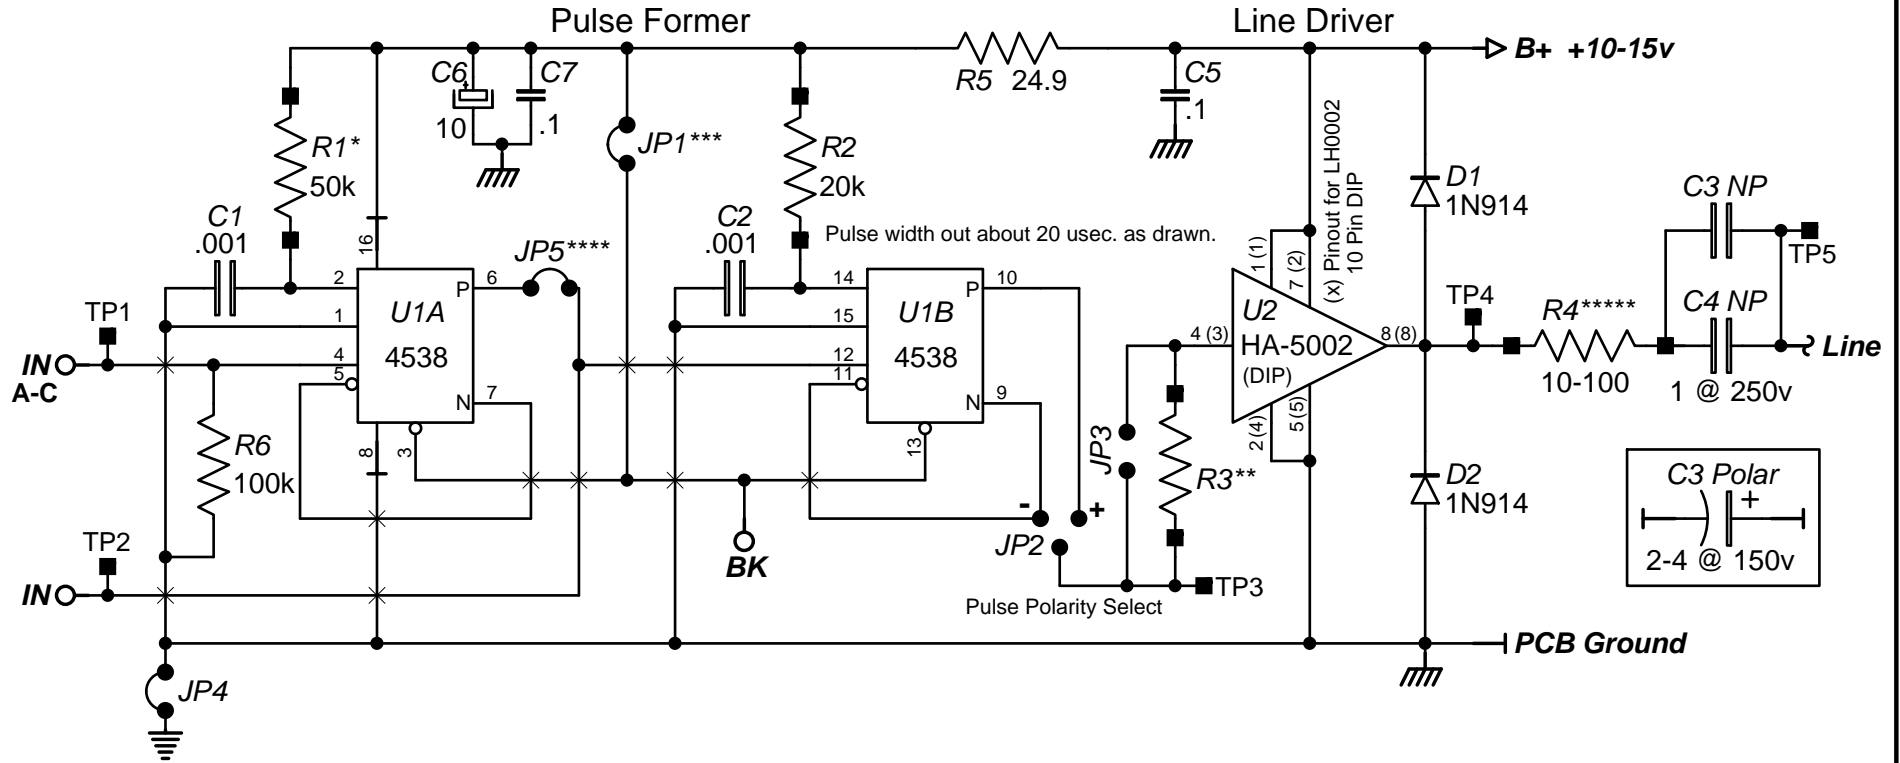 Pulse Former
Line Driver
B+ +10-15v
C6
+
10
C7
.1
R5 24.9
C5
.1
R1*
50k
JP1***
R2
20k
(x) Pinout for LH0002
10 Pin DIP
D1
1N914
C3 NP
TP5
C1
.001
16
JP5****
C2
.001
Pulse width out about 20 usec. as drawn.
1 (1)
7 (2)
2
P
6
U1A
1
4538
4
5
N
7
8
3
14
P
10
U1B
15
4538
12
11
N
9
13
TP1
IN
A-C
U2
4 (3)
HA-5002
(DIP)
8 (8)
2 (4)
5 (5)
TP4
R4*****
10-100
C4 NP
1 @ 250v
Line
R6
100k
JP3
R3**
D2
1N914
C3 Polar
+
2-4 @ 150v
-
+
JP2
TP2
IN
BK
TP3
Pulse Polarity Select
PCB Ground
JP4